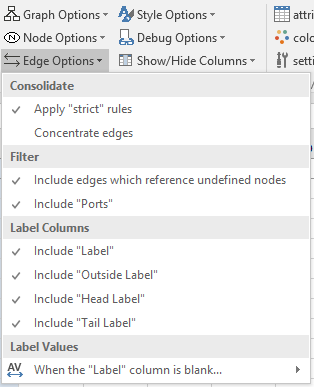 Graph Options Style Options attri
Node Options Debug Options colo
Edge Options Show/Hide Columns setti
Consolidate
Apply "strict" rules
Concentrate edges
Filter
Include edges which reference undefined nodes
Include "Ports"
Label Columns
Include "Label"
Include "Outside Label"
Include "Head Label"
Include "Tail Label"
Label Values
AV When the "Label" column is blank...